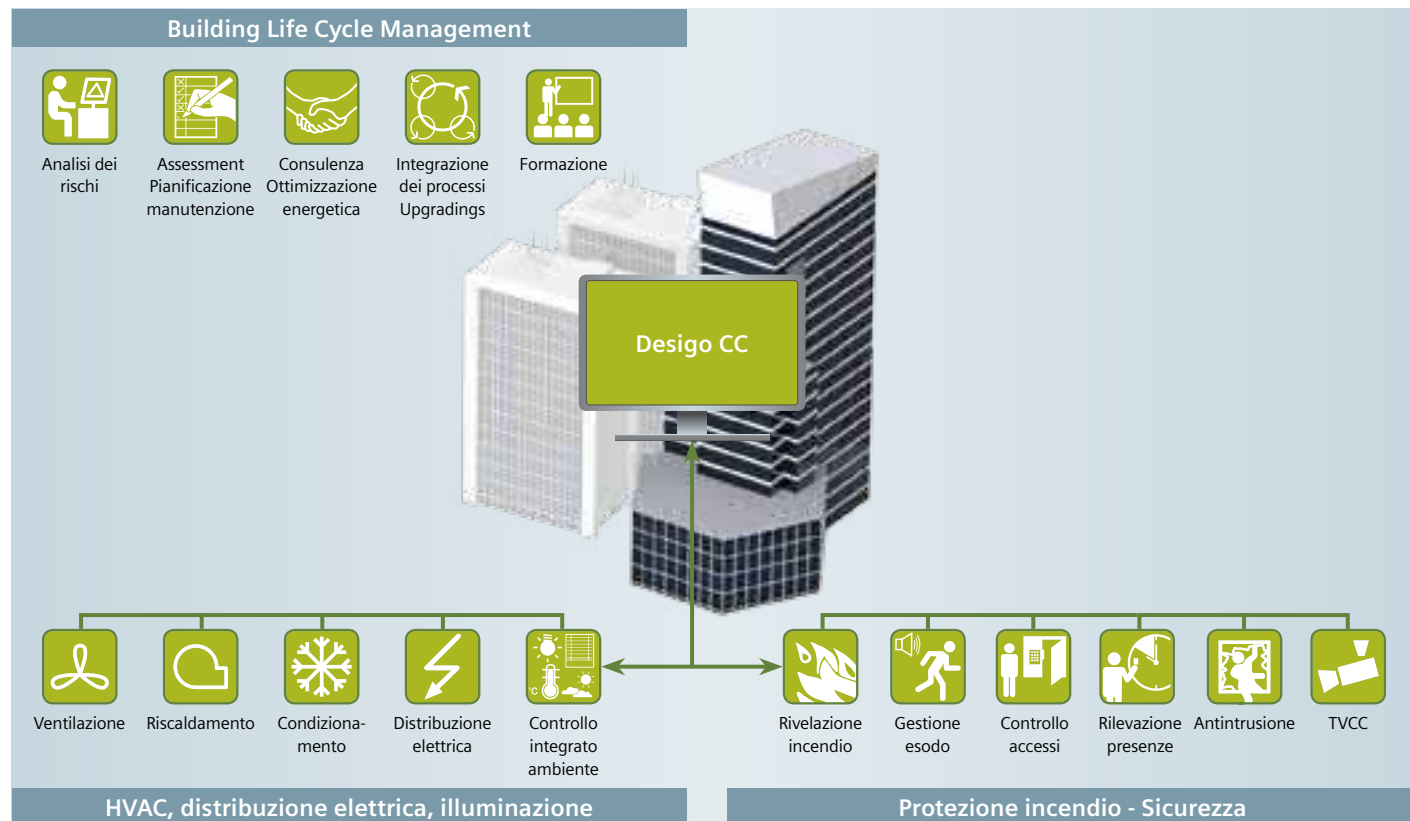 Building Life Cycle Management
Analisi dei
rischi
Assessment
Pianificazione
manutenzione
Consulenza
Ottimizzazione
energetica
Integrazione
dei processi
Upgradings
Formazione
Desigo CC
Ventilazione
Riscaldamento
Condiziona-
mento
Distribuzione
elettrica
°C
Controllo
integrato
ambiente
Rivelazione
incendio
Gestione
esodo
Controllo
accessi
Rilevazione
presenze
Antintrusione
TVCC
HVAC, distribuzione elettrica, illuminazione
Protezione incendio - Sicurezza